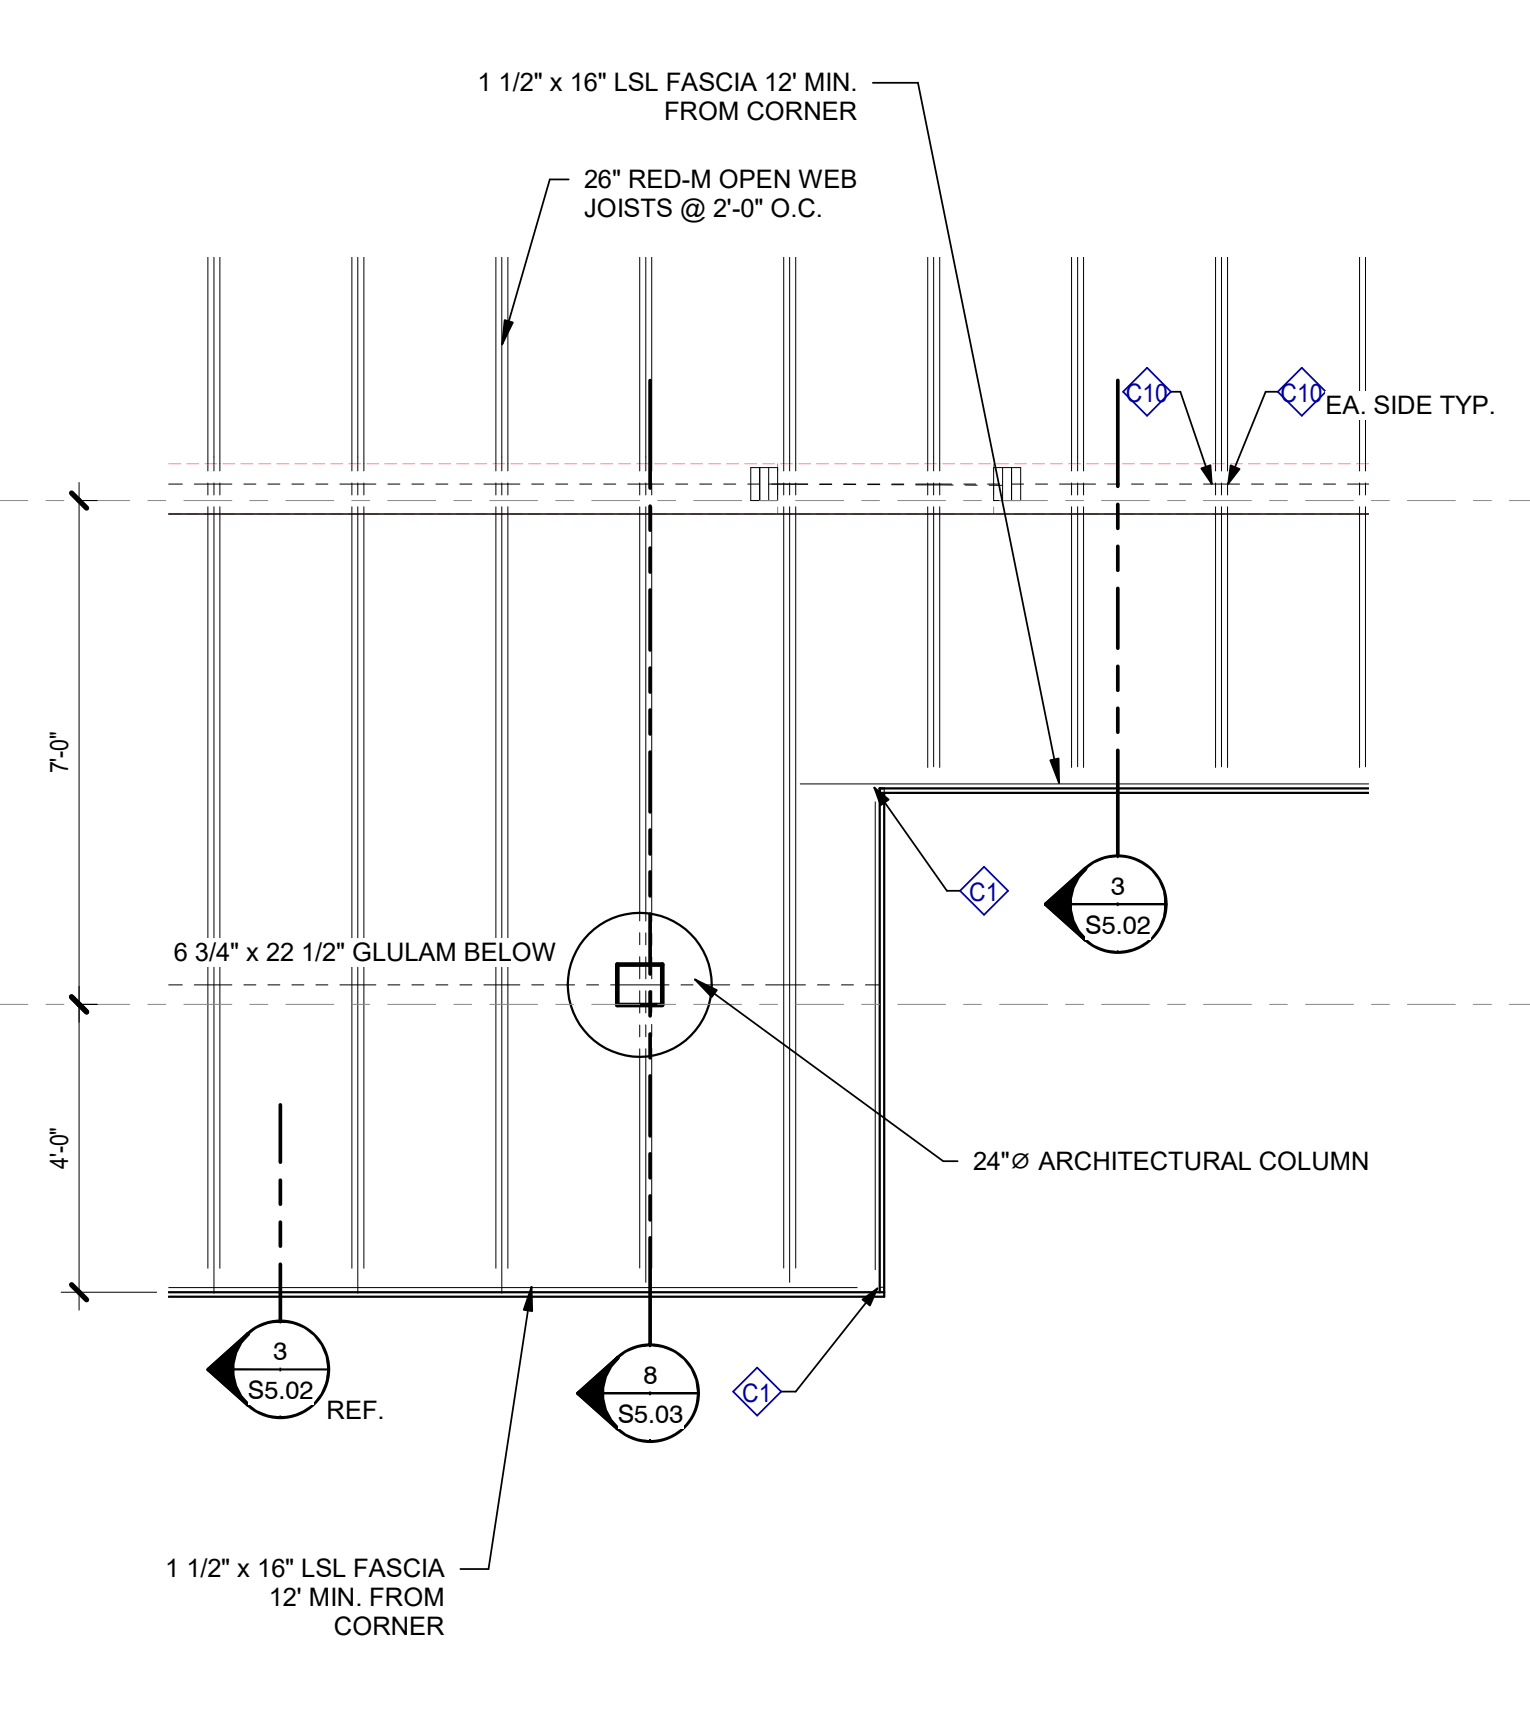 1 1/2" x 16" LSL FASCIA 12' MIN.
FROM CORNER
26" RED-M OPEN WEB
JOISTS @ 2'-0" O.C.
C10
C10
EA. SIDE TYP.
7'-0"
C1
3
S5.02
6 3/4" x 22 1/2" GLULAM BELOW
4'-0"
24"Ø ARCHITECTURAL COLUMN
3
S5.02
REF.
8
S5.03
C1
1 1/2" x 16" LSL FASCIA
12' MIN. FROM
CORNER